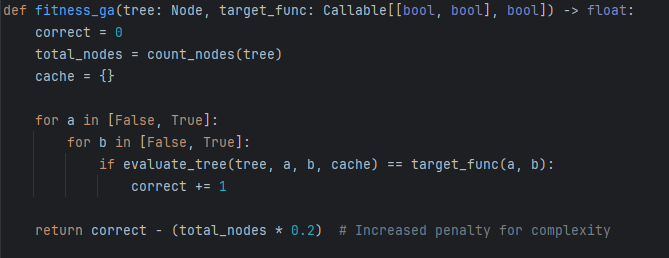 def fitness_ga(tree: Node, target_func: Callable[[bool, bool], bool]) -> float:
    correct = 0
    total_nodes = count_nodes(tree)
    cache = {}

    for a in [False, True]:
        for b in [False, True]:
            if evaluate_tree(tree, a, b, cache) == target_func(a, b):
                correct += 1

    return correct - (total_nodes * 0.2)  # Increased penalty for complexity